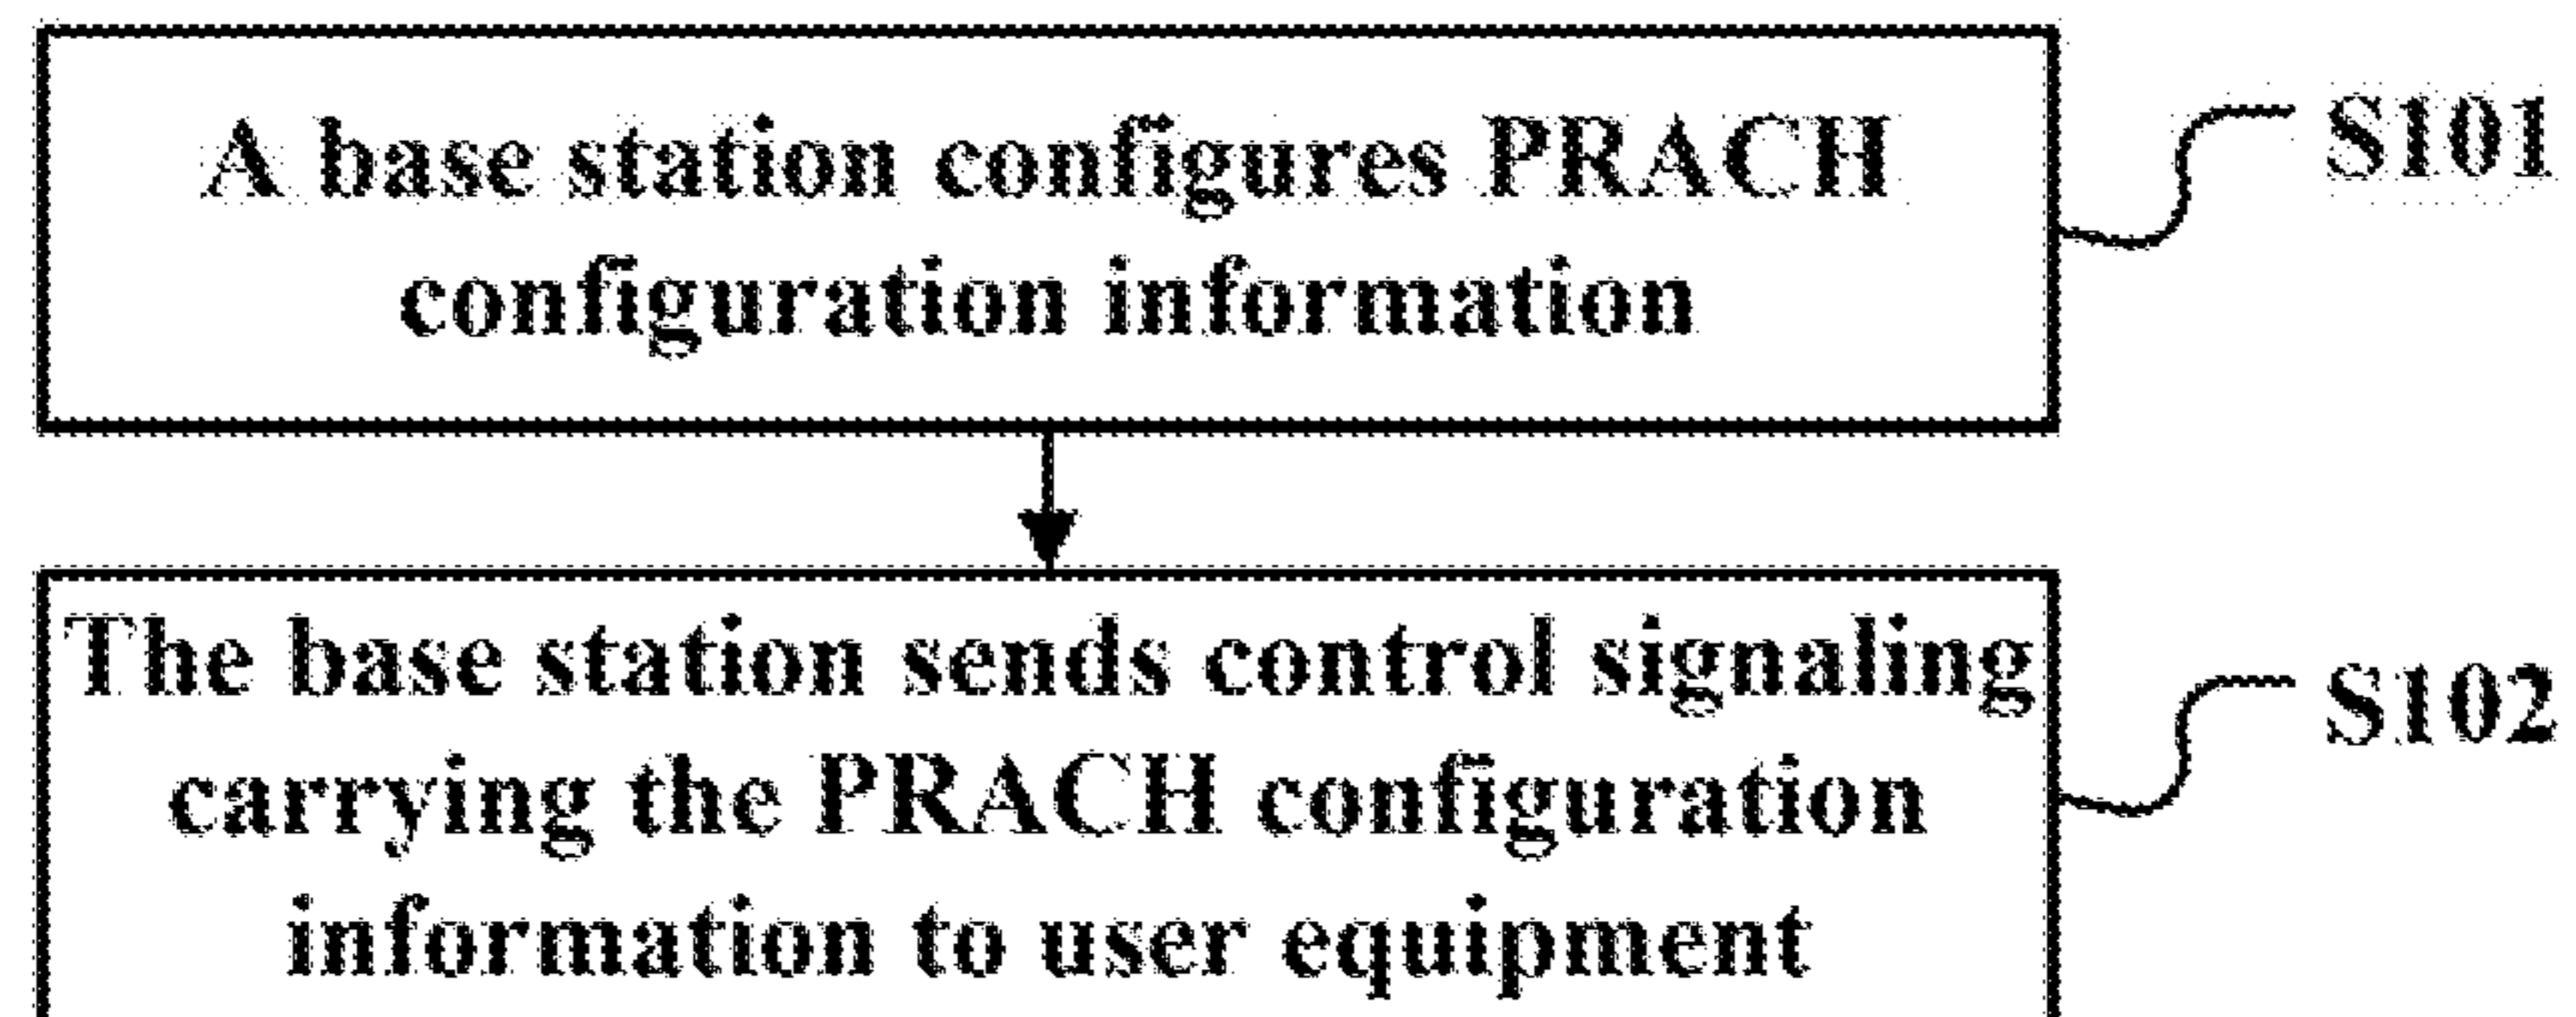 A base station configures PRACH
configuration information
S101
The base station sends control signaling
carrying the PRACH configuration
information to user equipment
S102